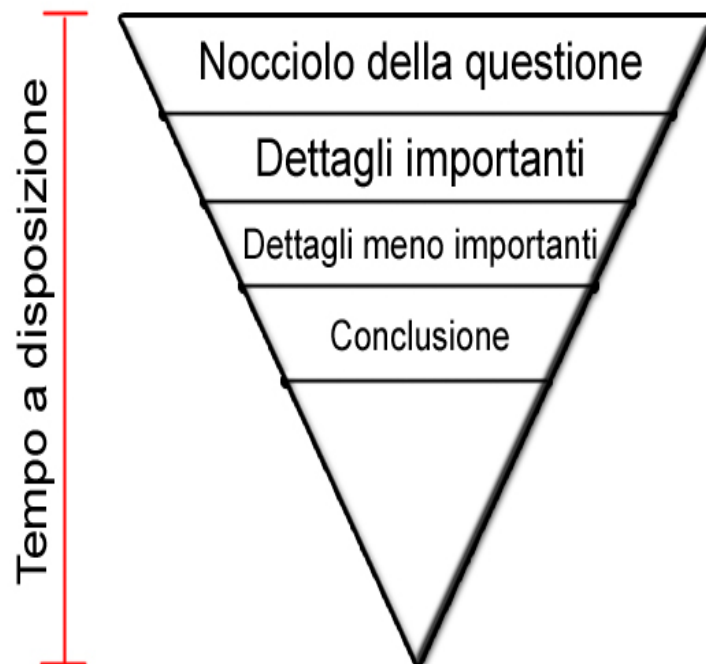 Nocciolo della questione
Dettagli importanti
Dettagli meno importanti
Conclusione
Tempo a disposizione